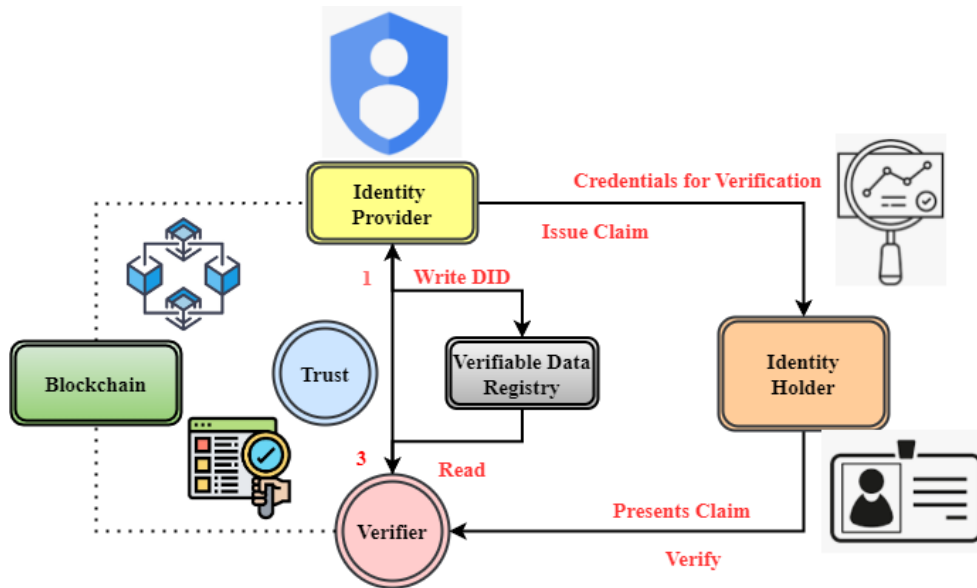 Identity
Provider
Credentials for Verification
Issue Claim
1
Write DID
Blockchain
Trust
Verifiable Data
Registry
Identity
Holder
3
Read
Verifier
Presents Claim
Verify